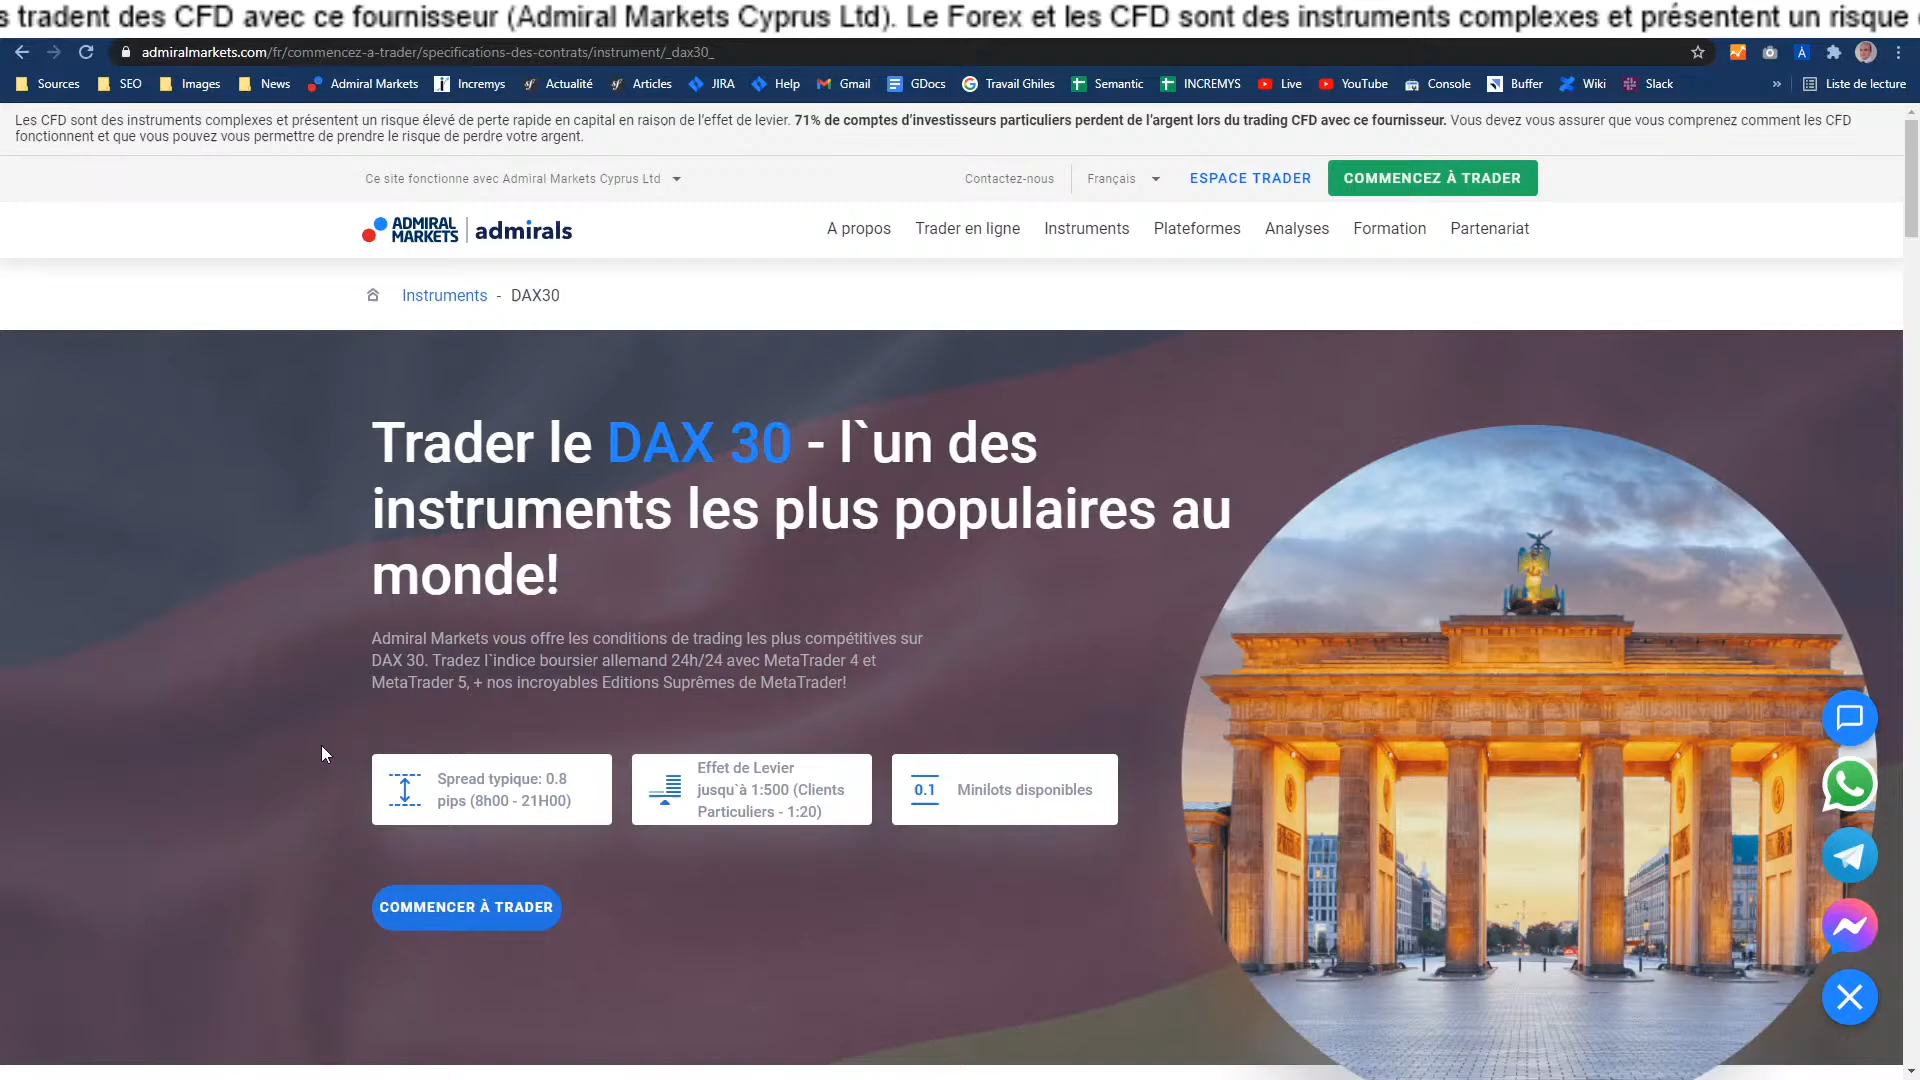 s tradent des CFD avec ce fournisseur (Admiral Markets Cyprus Ltd). Le Forex et les CFD sont des instruments complexes et présentent un risque
admiralmarkets.com/fr/commencez-a-trader/specifications-des-contrats/instrument/_dax30_
Sources SEO Images News Admiral Markets Incremys Actualité Articles JIRA Help Gmail GDocs Travail Ghiles Semantic INCREMYS Live YouTube Console Buffer Wiki Slack » Liste de lecture
Les CFD sont des instruments complexes et présentent un risque élevé de perte rapide en capital en raison de l'effet de levier. 71% de comptes d'investisseurs particuliers perdent de l'argent lors du trading CFD avec ce fournisseur. Vous devez vous assurer que vous comprenez comment les CFD
fonctionnent et que vous pouvez vous permettre de prendre le risque de perdre votre argent.
Ce site fonctionne avec Admiral Markets Cyprus Ltd Contactez-nous Français ESPACE TRADER COMMENCEZ À TRADER
ADMIRAL MARKETS | admirals A propos Trader en ligne Instruments Plateformes Analyses Formation Partenariat
Instruments - DAX30
Trader le DAX 30 - l`un des
instruments les plus populaires au
monde!
Admiral Markets vous offre les conditions de trading les plus compétitives sur
DAX 30. Tradez l`indice boursier allemand 24h/24 avec MetaTrader 4 et
MetaTrader 5, + nos incroyables Editions Suprêmes de MetaTrader!
Spread typique: 0.8
pips (8h00 - 21H00)
Effet de Levier
jusqu`à 1:500 (Clients
Particuliers - 1:20)
0.1 Minilots disponibles
COMMENCER À TRADER